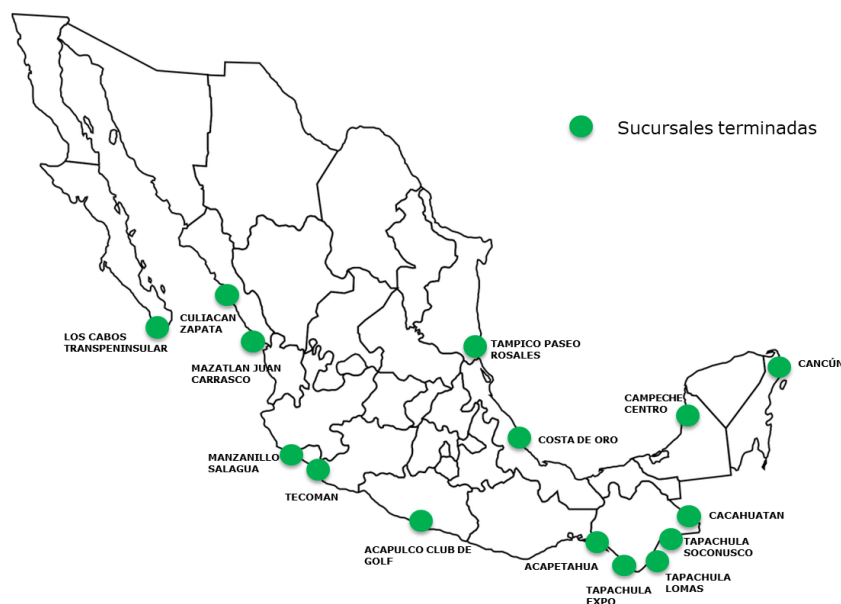 Sucursales terminadas
CULIACAN
ZAPATA
LOS CABOS
TRANSPENINSULAR
TAMPICO PASEO
ROSALES
MAZATLAN JUAN
CARRASCO
CANCÚN
CAMPECHE
CENTRO
COSTA DE ORO
MANZANILLO
SALAGUA
TECOMAN
CACAHUATAN
TAPACHULA
SOCONUSCO
ACAPULCO CLUB DE
GOLF
ACAPETAHUA
TAPACHULA
LOMAS
TAPACHULA
EXPO